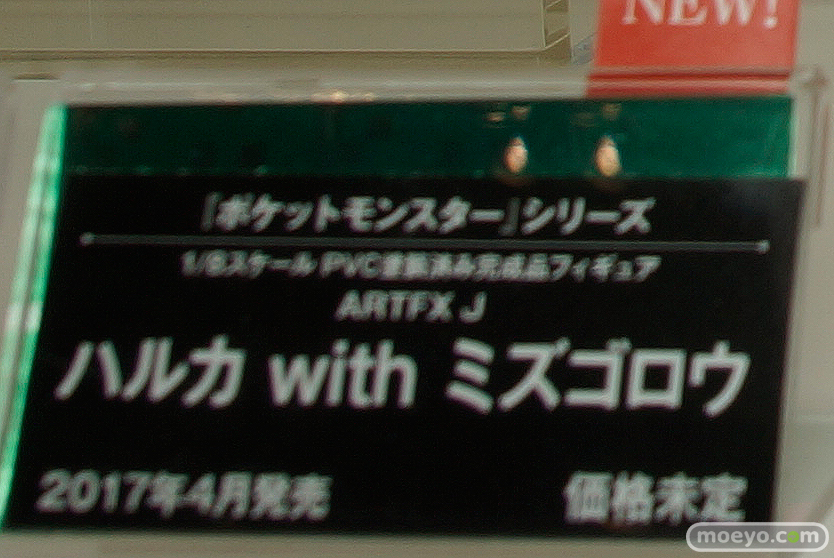 NEW!
『ポケットモンスター』シリーズ
1/8スケール PVC塗装済み完成品フィギュア
ARTFX J
ハルカ with ミズゴロウ
2017年4月発売 価格未定
moeyo.com